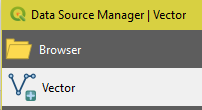 Data Source Manager | Vector
Browser
Vector